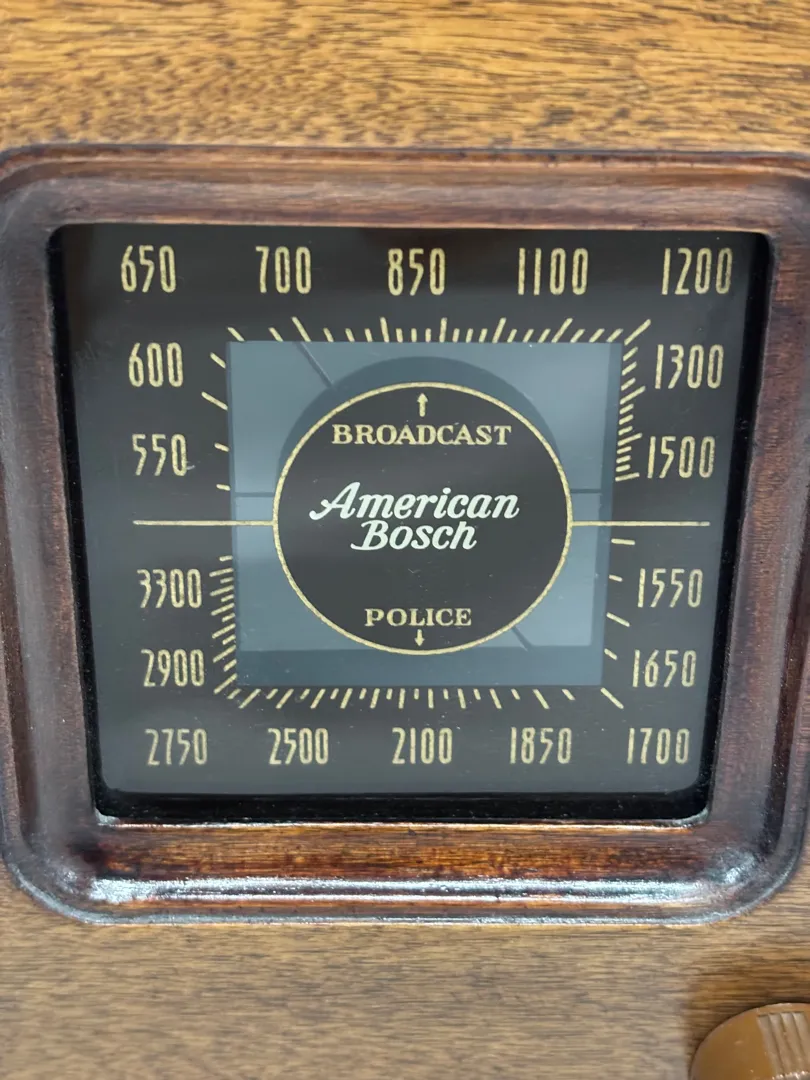 650 700 850 1100 1200
600 1300
BROADCAST
550 1500
American
Bosch
3300 1550
POLICE
2900 1650
2750 2500 2100 1850 1700